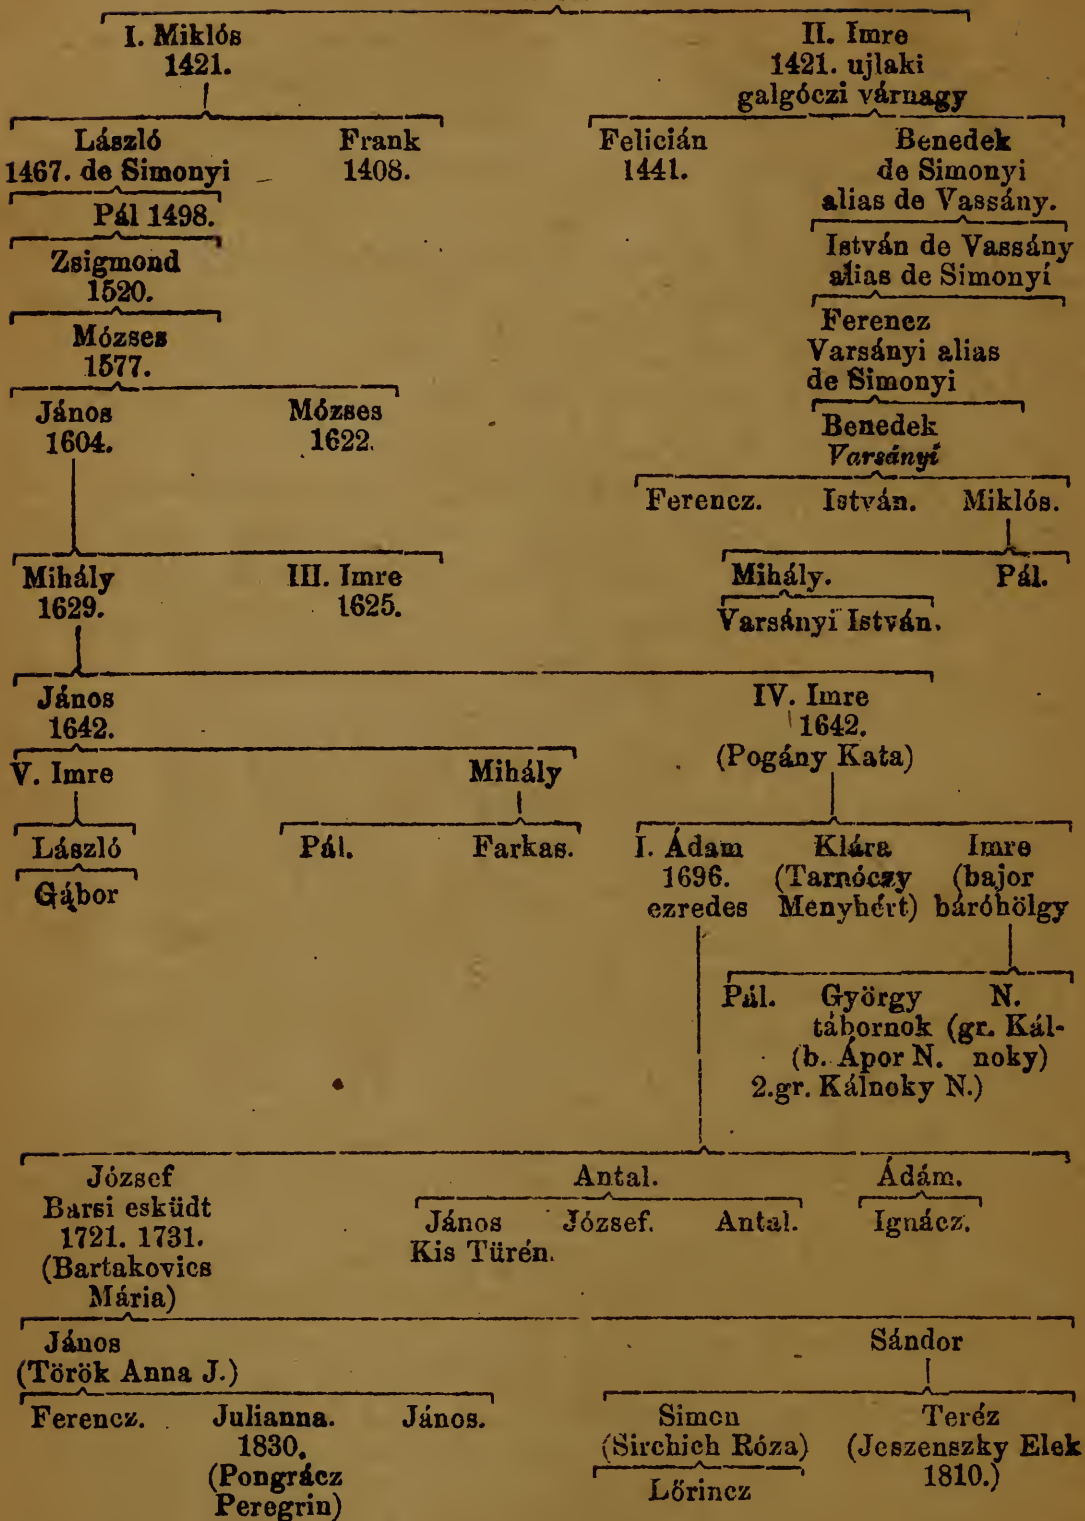 I. Miklós II. Imre
1421. 1421. ujlaki
galgóczi várnagy
László Frank Felicián Benedek
1467. de Simonyi 1408. 1441. de Simonyi
alias de Vassány.
Pál 1498.
István de Vassány
Zsigmond alias de Simonyi
1520.
Ferencz
Mózses Varsányi alias
1577. de Simonyi
János Mózses Benedek
1604. 1622. Varsányi
Ferencz. István. Miklós.
Mihály III. Imre Mihály. Pál.
1629. 1625. Varsányi István.
János IV. Imre
1642. 1642.
(Pogány Kata)
V. Imre Mihály
László Pál. Farkas. I. Ádam Klára Imre
1696. (Tarnóczy (bajor
Gábor ezredes Menyhért) báróhölgy
Pál. György N.
tábornok (gr. Kál-
(b. Ápor N. noky)
2.gr. Kálnoky N.)
József Antal. Ádám.
Barsi esküdt
1721. 1731. János József. Antal. Ignácz.
(Bartakovics Kis Türén.
Mária)
János Sándor
(Török Anna J.)
Ferencz. Julianna. János. Simon Teréz
1830. (Sirchich Róza) (Jeszenszky Elek
(Pongrácz Lőrincz 1810.)
Peregrin)